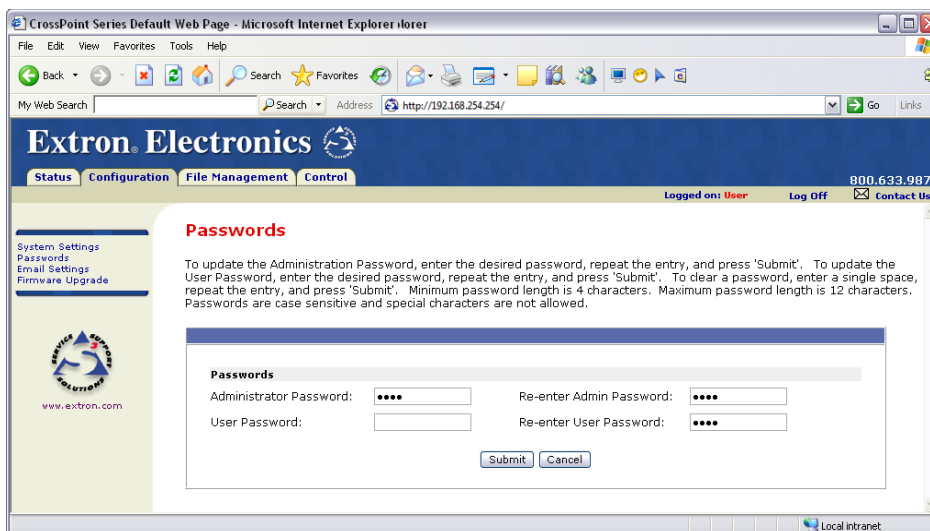 CrossPoint Series Default Web Page - Microsoft Internet Explorer
File Edit View Favorites Tools Help
Back Search Favorites
My Web Search Search Address http://192.168.254.254/ Go Links
Extron Electronics
Status Configuration File Management Control
800.633.987
Logged on: User Log Off Contact Us
System Settings
Passwords
Email Settings
Firmware Upgrade
SERVICE SUPPORT SOLUTIONS
3
www.extron.com
Passwords
To update the Administration Password, enter the desired password, repeat the entry, and press 'Submit'. To update the
User Password, enter the desired password, repeat the entry, and press 'Submit'. To clear a password, enter a single space,
repeat the entry, and press 'Submit'. Minimum password length is 4 characters. Maximum password length is 12 characters.
Passwords are case sensitive and special characters are not allowed.
Passwords
Administrator Password: •••• Re-enter Admin Password: ••••
User Password: Re-enter User Password: ••••
Submit Cancel
Local intranet